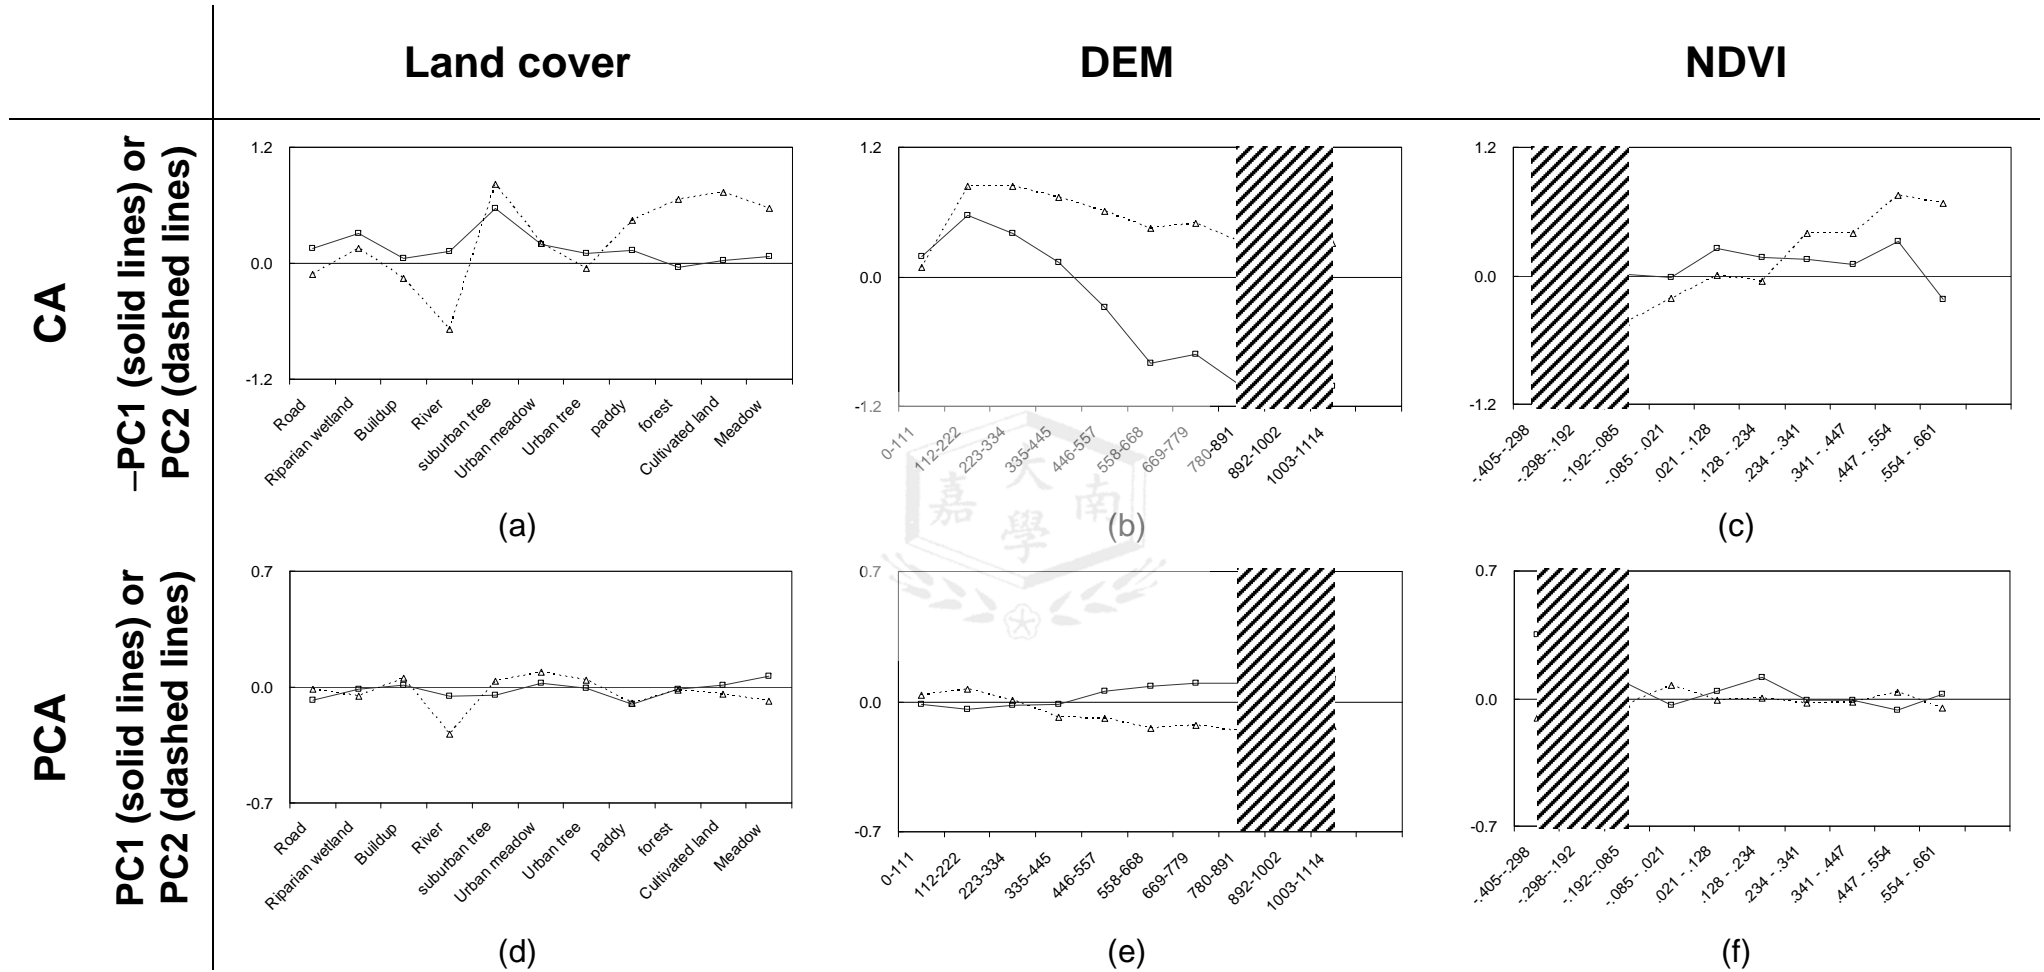 Land cover
DEM
NDVI
CA
–PC1 (solid lines) or
PC2 (dashed lines)
1.2
0.0
-1.2
Road
Riparian wetland
Buildup
River
suburban tree
Urban meadow
Urban tree
paddy
forest
Cultivated land
Meadow
(a)
1.2
0.0
-1.2
0-111
112-222
223-334
335-445
446-557
558-668
669-779
780-891
892-1002
1003-1114
(b)
1.2
0.0
-1.2
-.405--.298
-.298--.192
-.192--.085
-.085 - .021
.021 - .128
.128 - .234
.234 - .341
.341 - .447
.447 - .554
.554 - .661
(c)
嘉
大
學
南
PCA
PC1 (solid lines) or
PC2 (dashed lines)
0.7
0.0
-0.7
Road
Riparian wetland
Buildup
River
suburban tree
Urban meadow
Urban tree
paddy
forest
Cultivated land
Meadow
(d)
0.7
0.0
-0.7
0-111
112-222
223-334
335-445
446-557
558-668
669-779
780-891
892-1002
1003-1114
(e)
0.7
0.0
-0.7
-.405--.298
-.298--.192
-.192--.085
-.085 - .021
.021 - .128
.128 - .234
.234 - .341
.341 - .447
.447 - .554
.554 - .661
(f)